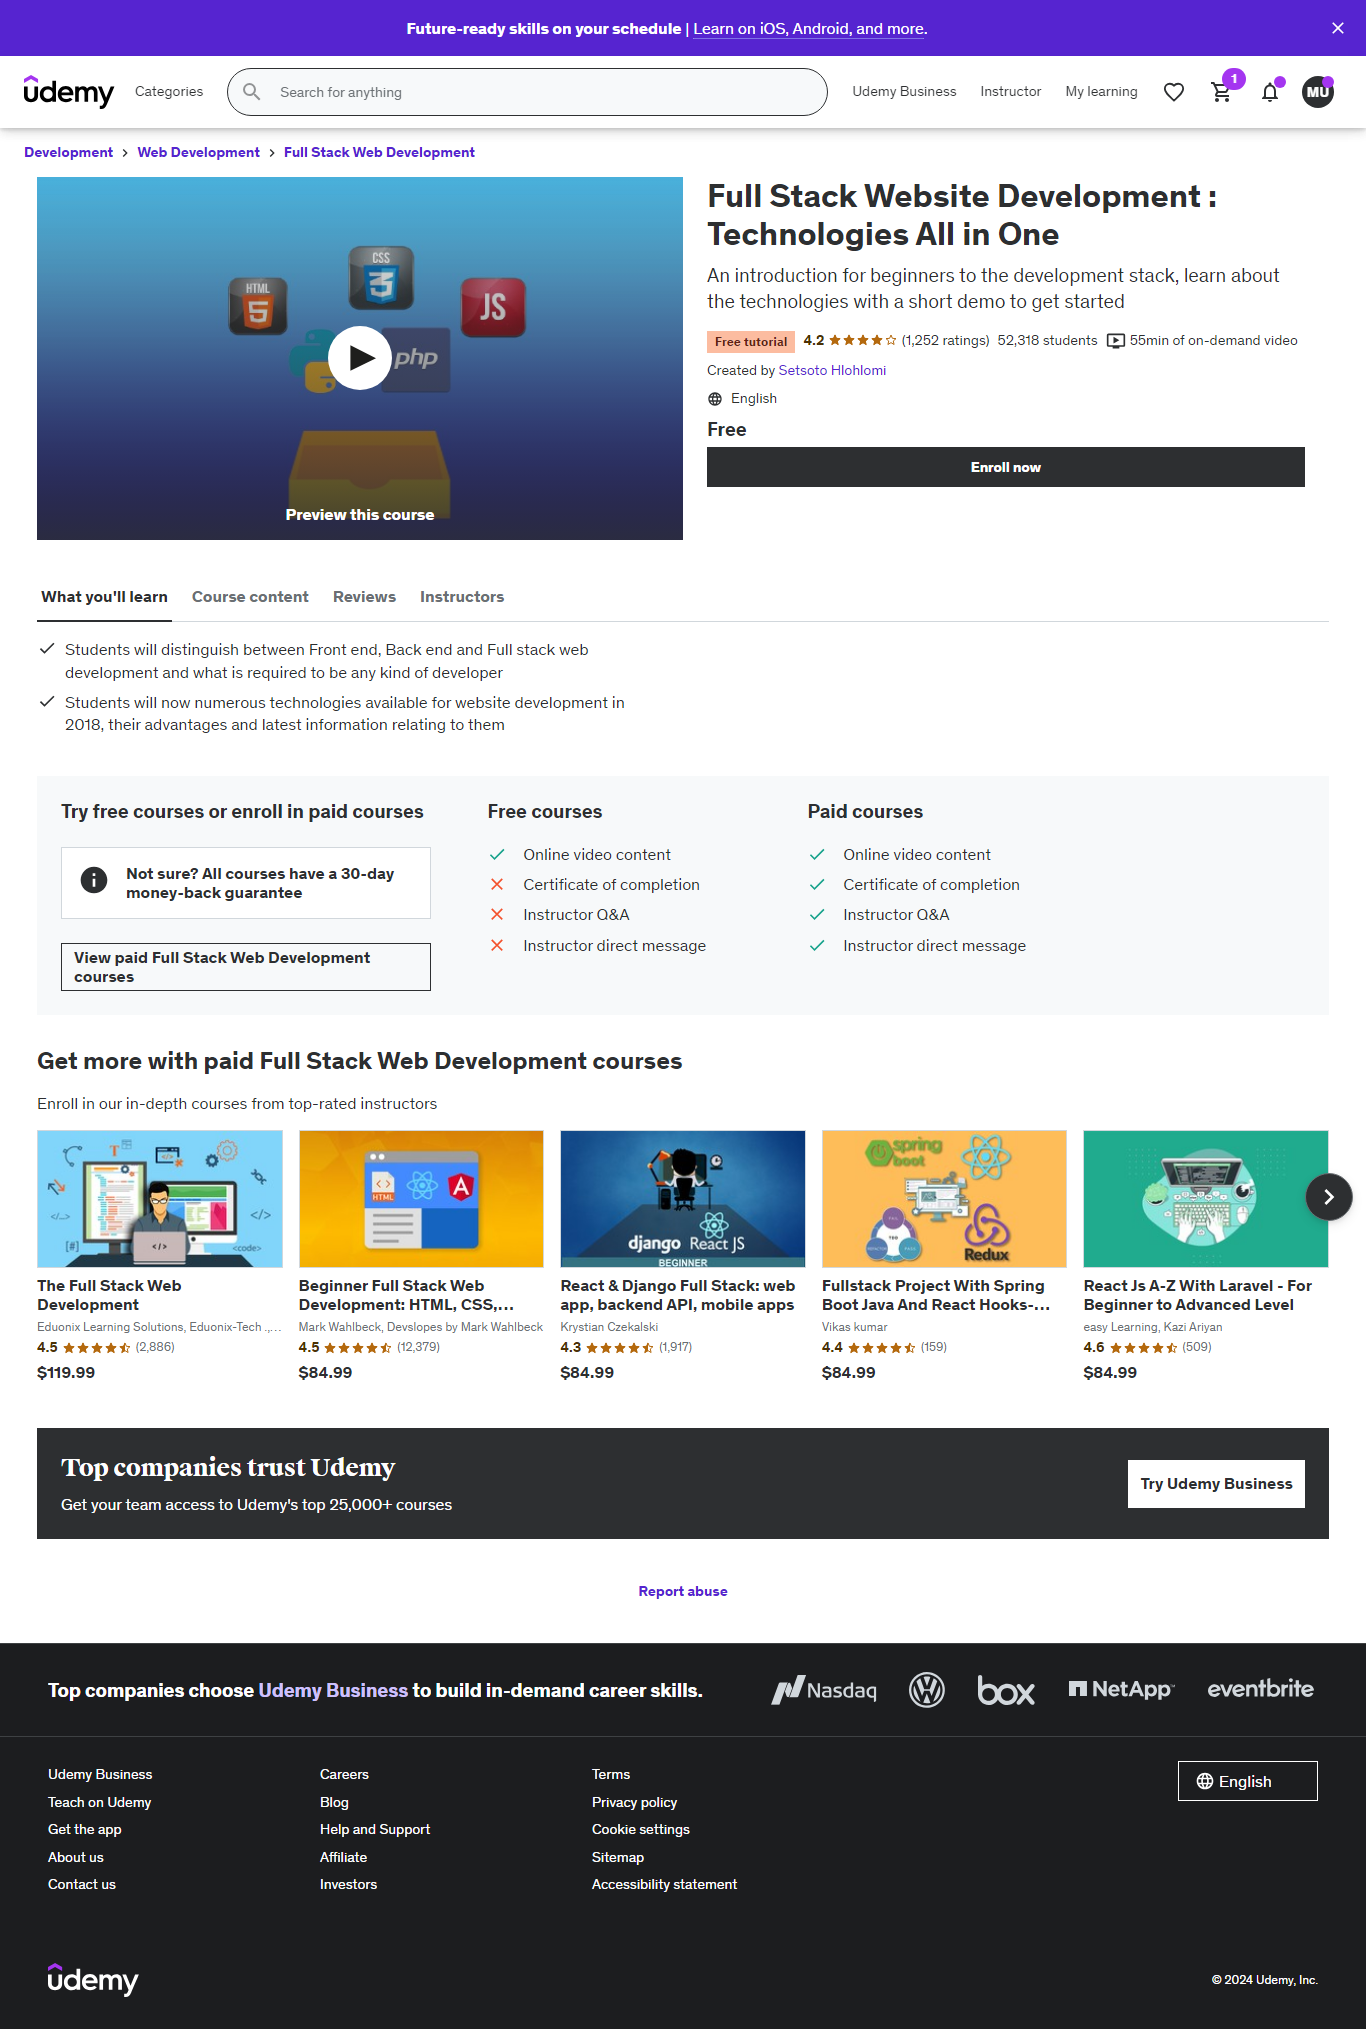 Future-ready skills on your schedule | Learn on iOS, Android, and more.
udemy
Categories
Search for anything
Udemy Business
Instructor
My learning
1
MU
Development > Web Development > Full Stack Web Development
HTML
5
CSS
3
JS
php
Preview this course
Full Stack Website Development :
Technologies All in One
An introduction for beginners to the development stack, learn about
the technologies with a short demo to get started
Free tutorial 4.2 (1,252 ratings) 52,318 students 55min of on-demand video
Created by Setsoto Hlohlomi
English
Free
Enroll now
What you'll learn
Course content
Reviews
Instructors
Students will distinguish between Front end, Back end and Full stack web
development and what is required to be any kind of developer
Students will now numerous technologies available for website development in
2018, their advantages and latest information relating to them
Try free courses or enroll in paid courses
Not sure? All courses have a 30-day
money-back guarantee
View paid Full Stack Web Development
courses
Free courses
Online video content
Certificate of completion
Instructor Q&A
Instructor direct message
Paid courses
Online video content
Certificate of completion
Instructor Q&A
Instructor direct message
Get more with paid Full Stack Web Development courses
Enroll in our in-depth courses from top-rated instructors
</>
[#]
<code>
</>
</>
The Full Stack Web
Development
Eduonix Learning Solutions, Eduonix-Tech .,...
4.5 (2,886)
$119.99
HTML
A
Beginner Full Stack Web
Development: HTML, CSS,...
Mark Wahlbeck, Devslopes by Mark Wahlbeck
4.5 (12,379)
$84.99
django React JS
BEGINNER
React & Django Full Stack: web
app, backend API, mobile apps
Krystian Czekalski
4.3 (1,917)
$84.99
spring
boot
TDD
Redux
Fullstack Project With Spring
Boot Java And React Hooks-...
Vikas kumar
4.4 (159)
$84.99
React Js A-Z With Laravel - For
Beginner to Advanced Level
easy Learning, Kazi Ariyan
4.6 (509)
$84.99
Top companies trust Udemy
Get your team access to Udemy's top 25,000+ courses
Try Udemy Business
Report abuse
Top companies choose Udemy Business to build in-demand career skills.
Nasdaq
box
NetApp
eventbrite
Udemy Business
Teach on Udemy
Get the app
About us
Contact us
Careers
Blog
Help and Support
Affiliate
Investors
Terms
Privacy policy
Cookie settings
Sitemap
Accessibility statement
English
udemy
© 2024 Udemy, Inc.